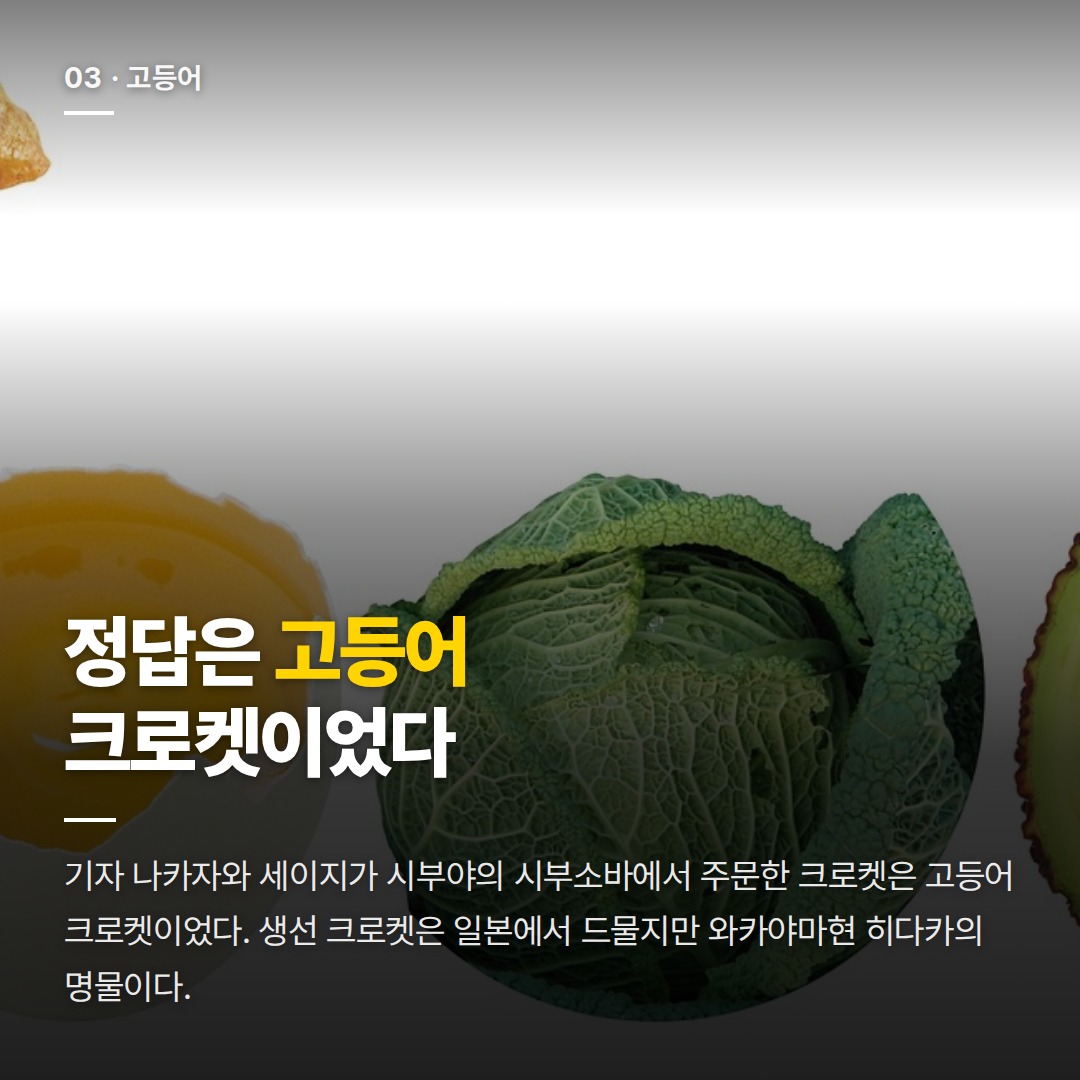 03 · 고등어
정답은 고등어
크로켓이었다
기자 나카자와 세이지가 시부야의 시부소바에서 주문한 크로켓은 고등어
크로켓이었다. 생선 크로켓은 일본에서 드물지만 와카야마현 히다카의
명물이다.